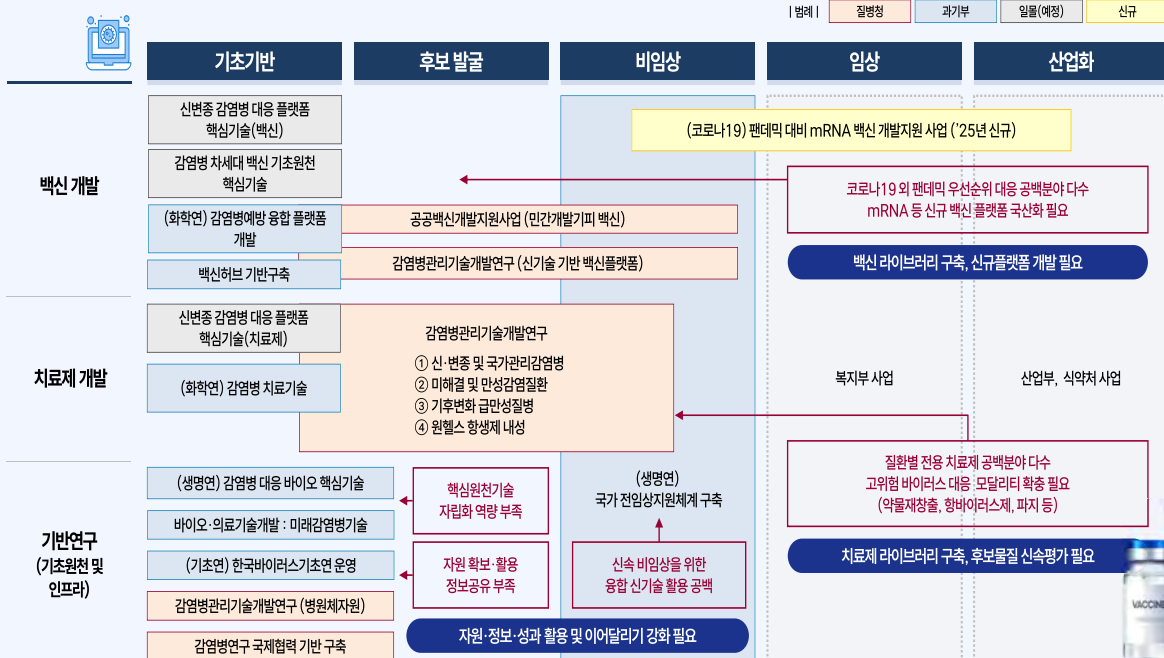 | 범례 |
질병청
과기부
일몰(예정)
신규
기초기반
후보 발굴
비임상
임상
산업화
백신 개발
신변종 감염병 대응 플랫폼
핵심기술(백신)
감염병 차세대 백신 기초원천
핵심기술
(화학연) 감염병예방 융합 플랫폼
개발
백신허브 기반구축
공공백신개발지원사업 (민간개발기피 백신)
감염병관리기술개발연구 (신기술 기반 백신플랫폼)
(코로나19) 팬데믹 대비 mRNA 백신 개발지원 사업 ('25년 신규)
코로나19 외 팬데믹 우선순위 대응 공백분야 다수
mRNA 등 신규 백신 플랫폼 국산화 필요
백신 라이브러리 구축, 신규플랫폼 개발 필요
치료제 개발
신변종 감염병 대응 플랫폼
핵심기술(치료제)
(화학연) 감염병 치료기술
감염병관리기술개발연구
① 신·변종 및 국가관리감염병
② 미해결 및 만성감염질환
③ 기후변화 급만성질병
④ 원헬스 항생제 내성
복지부 사업
산업부, 식약처 사업
질환별 전용 치료제 공백분야 다수
고위험 바이러스 대응 모달리티 확충 필요
(약물재창출, 항바이러스제, 파지 등)
치료제 라이브러리 구축, 후보물질 신속평가 필요
기반연구
(기초원천 및
인프라)
(생명연) 감염병 대응 바이오 핵심기술
바이오·의료기술개발 : 미래감염병기술
(기초연) 한국바이러스기초연 운영
감염병관리기술개발연구 (병원체자원)
감염병연구 국제협력 기반 구축
핵심원천기술
자립화 역량 부족
자원 확보·활용
정보공유 부족
(생명연)
국가 전임상지원체계 구축
신속 비임상을 위한
융합 신기술 활용 공백
자원·정보·성과 활용 및 이어달리기 강화 필요
VACCINE